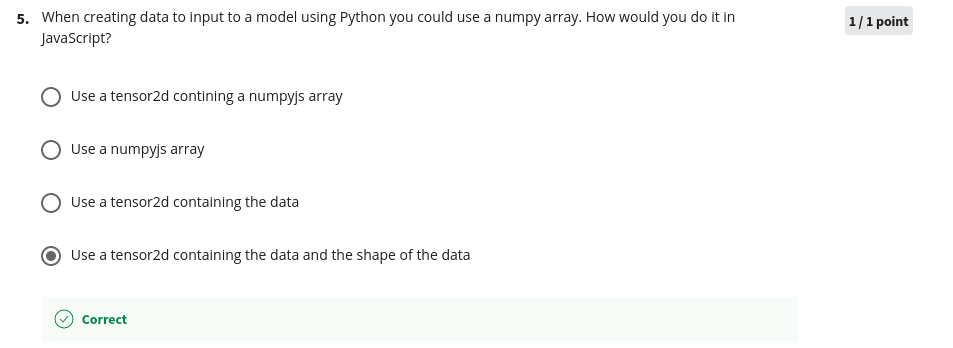 5. When creating data to input to a model using Python you could use a numpy array. How would you do it in
JavaScript?
1 / 1 point
Use a tensor2d contining a numpyjs array
Use a numpyjs array
Use a tensor2d containing the data
Use a tensor2d containing the data and the shape of the data
Correct